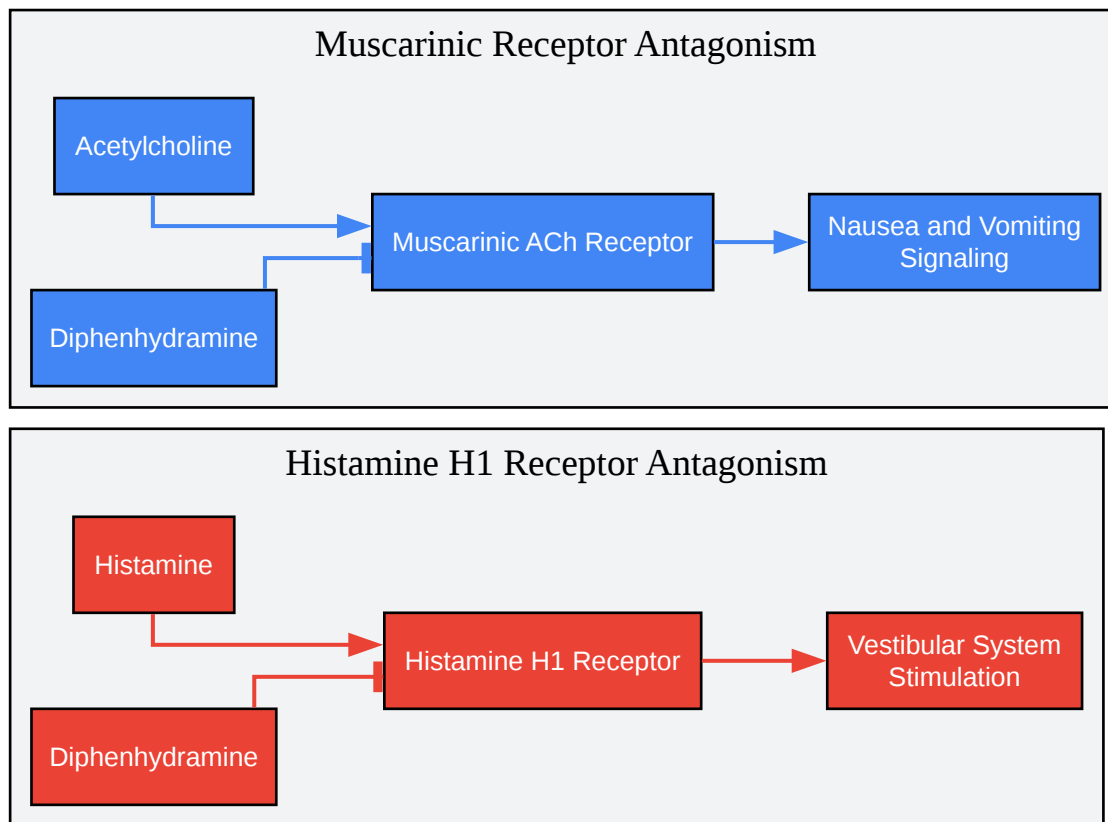 Muscarinic Receptor Antagonism
Acetylcholine
Muscarinic ACh Receptor
Nausea and Vomiting
Signaling
Diphenhydramine
Histamine H1 Receptor Antagonism
Histamine
Histamine H1 Receptor
Vestibular System
Stimulation
Diphenhydramine